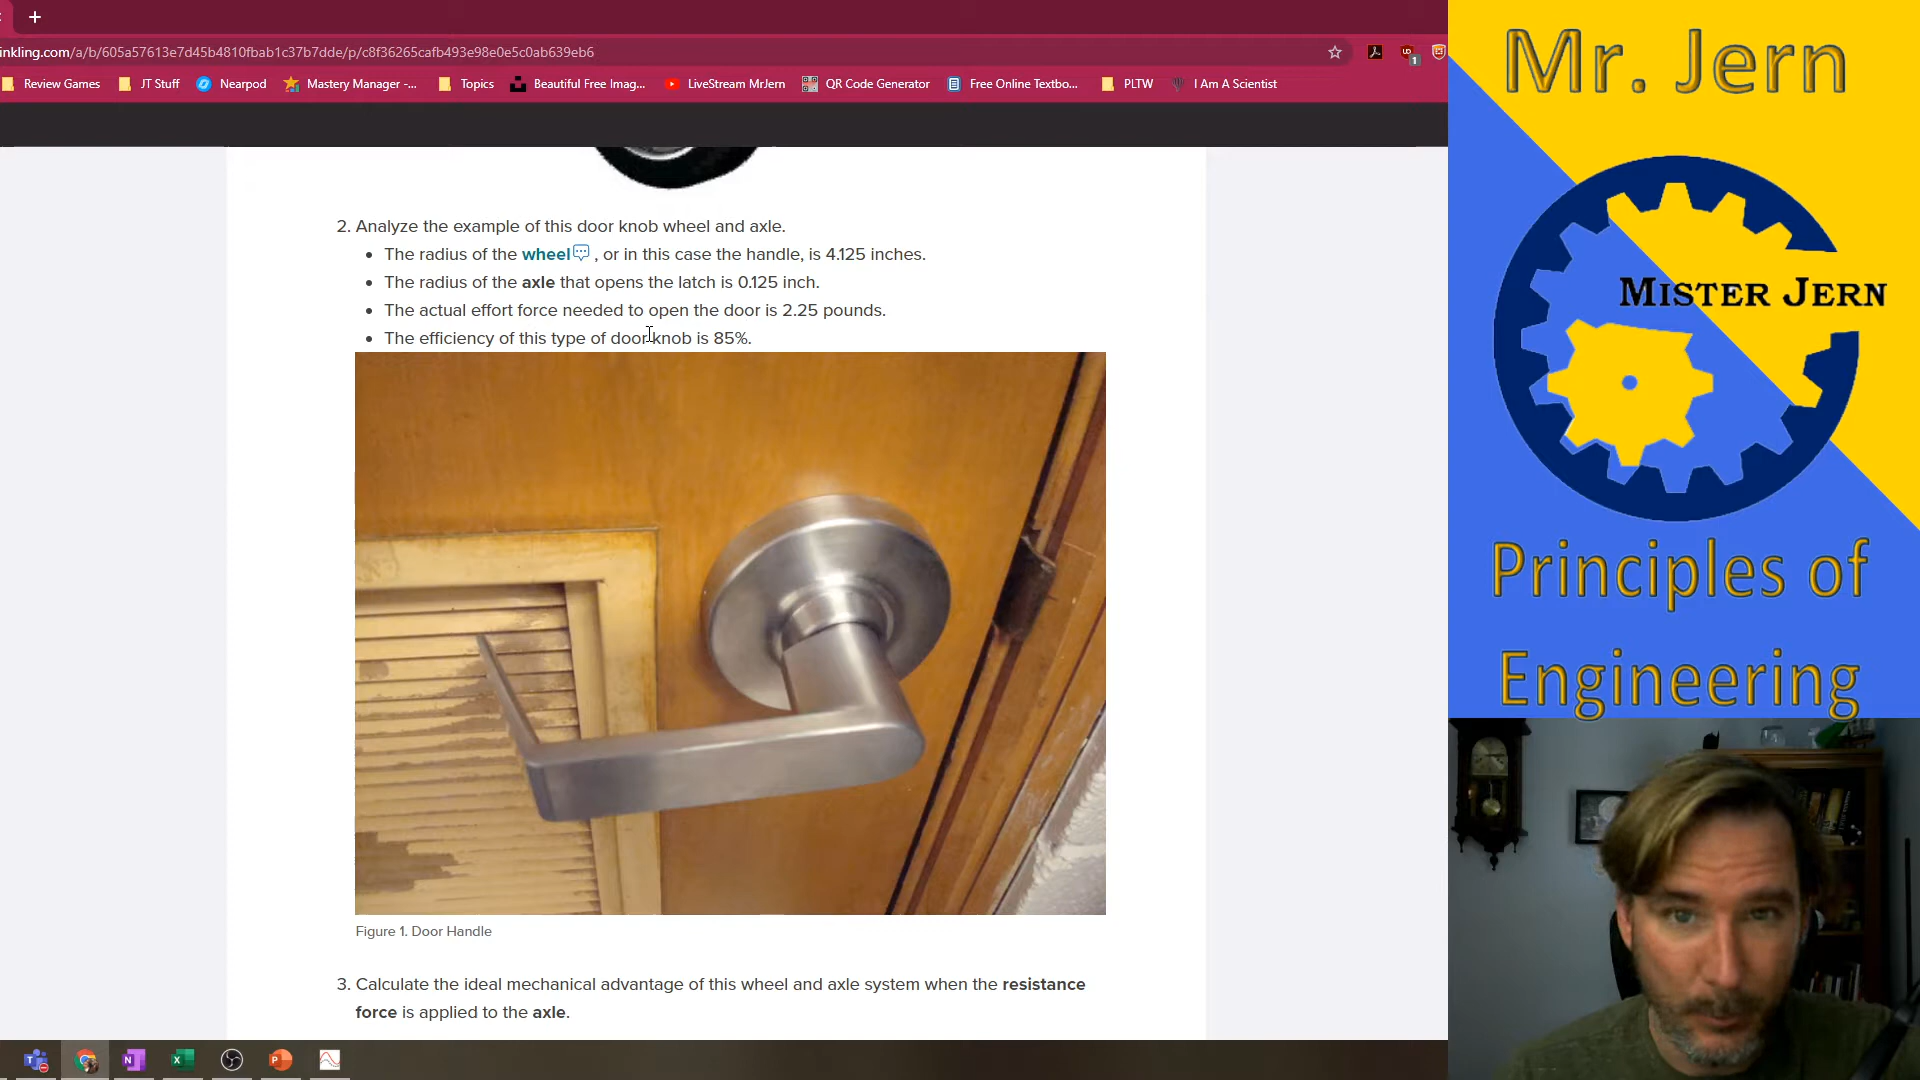 inkling.com/a/b/605a57613e7d45b4810fbab1c37b7dde/p/c8f36265cafb493e98e0e5c0ab639eb6
Review Games JT Stuff Nearpod Mastery Manager -... Topics Beautiful Free Imag... LiveStream MrJern QR Code Generator Free Online Textbo... PLTW I Am A Scientist
2. Analyze the example of this door knob wheel and axle.
• The radius of the wheel , or in this case the handle, is 4.125 inches.
• The radius of the axle that opens the latch is 0.125 inch.
• The actual effort force needed to open the door is 2.25 pounds.
• The efficiency of this type of door knob is 85%.
Figure 1. Door Handle
3. Calculate the ideal mechanical advantage of this wheel and axle system when the resistance
force is applied to the axle.
Mr. Jern
MISTER JERN
Principles of
Engineering